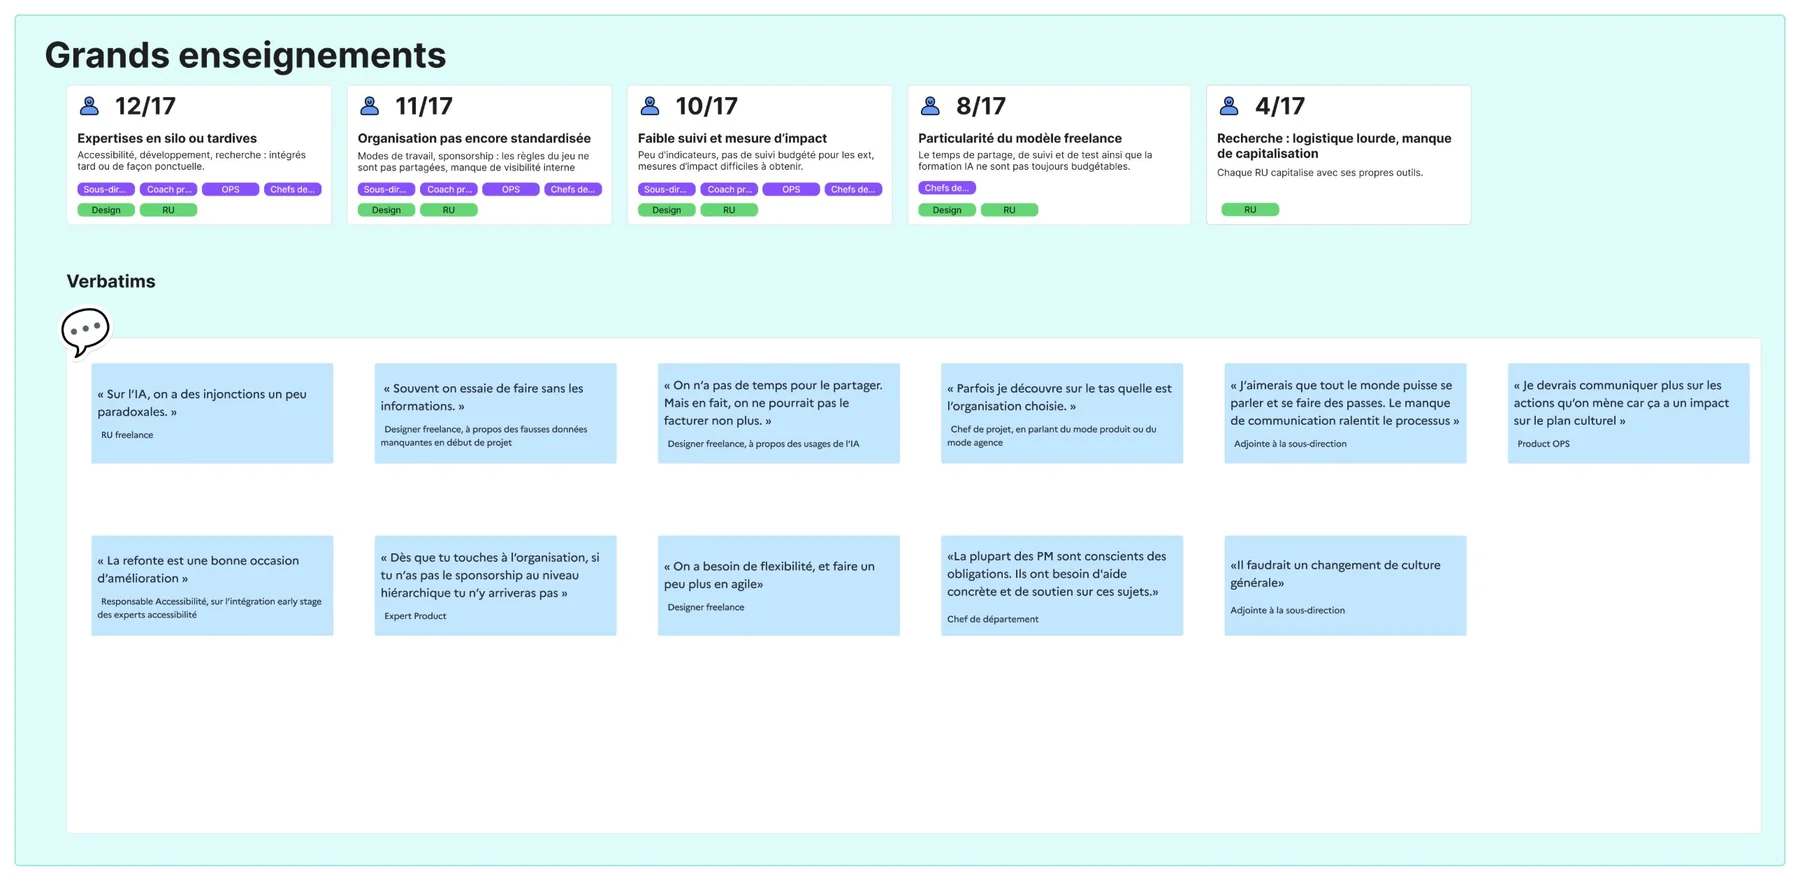 Grands enseignements
12/17
Expertises en silo ou tardives
Accessibilité, développement, recherche : intégrés
tard ou de façon ponctuelle.
Sous-dir...
Coach pr...
OPS
Chefs de...
Design
RU
11/17
Organisation pas encore standardisée
Modes de travail, sponsorship : les règles du jeu ne
sont pas partagées, manque de visibilité interne
Sous-dir...
Coach pr...
OPS
Chefs de...
Design
RU
10/17
Faible suivi et mesure d’impact
Peu d'indicateurs, pas de suivi budgété pour les ext,
mesures d’impact difficiles à obtenir.
Sous-dir...
Coach pr...
OPS
Chefs de...
Design
RU
8/17
Particularité du modèle freelance
Le temps de partage, de suivi et de test ainsi que la
formation IA ne sont pas toujours budgétables.
Chefs de...
Design
RU
4/17
Recherche : logistique lourde, manque
de capitalisation
Chaque RU capitalise avec ses propres outils.
RU
Verbatims
« Sur l’IA, on a des injonctions un peu
paradoxales. »
RU freelance
« Souvent on essaie de faire sans les
informations. »
Designer freelance, à propos des fausses données
manquantes en début de projet
« On n’a pas de temps pour le partager.
Mais en fait, on ne pourrait pas le
facturer non plus. »
Designer freelance, à propos des usages de l’IA
« Parfois je découvre sur le tas quelle est
l’organisation choisie. »
Chef de projet, en parlant du mode produit ou du
mode agence
« J’aimerais que tout le monde puisse se
parler et se faire des passes. Le manque
de communication ralentit le processus »
Adjointe à la sous-direction
« Je devrais communiquer plus sur les
actions qu’on mène car ça a un impact
sur le plan culturel »
Product OPS
« La refonte est une bonne occasion
d’amélioration »
Responsable Accessibilité, sur l’intégration early stage
des experts accessibilité
« Dès que tu touches à l’organisation, si
tu n’as pas le sponsorship au niveau
hiérarchique tu n’y arriveras pas »
Expert Product
« On a besoin de flexibilité, et faire un
peu plus en agile»
Designer freelance
«La plupart des PM sont conscients des
obligations. Ils ont besoin d'aide
concrète et de soutien sur ces sujets.»
Chef de département
«Il faudrait un changement de culture
générale»
Adjointe à la sous-direction